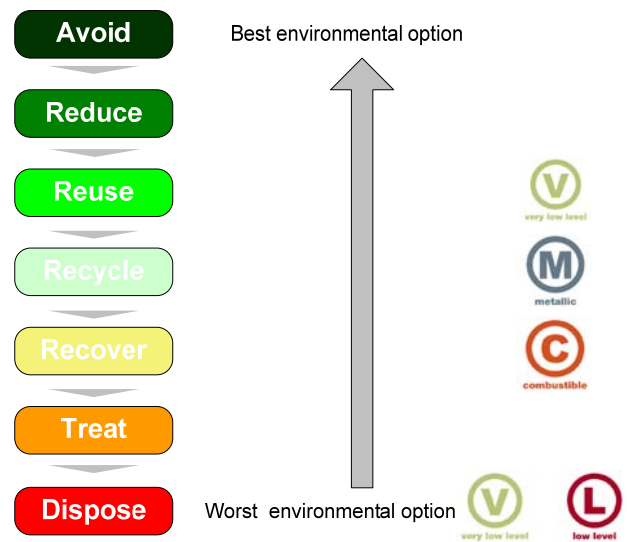 Avoid
Best environmental option
Reduce
Reuse
V
very low level
Recycle
M
metallic
Recover
C
combustible
Treat
Dispose
Worst environmental option
V
very low level
L
low level